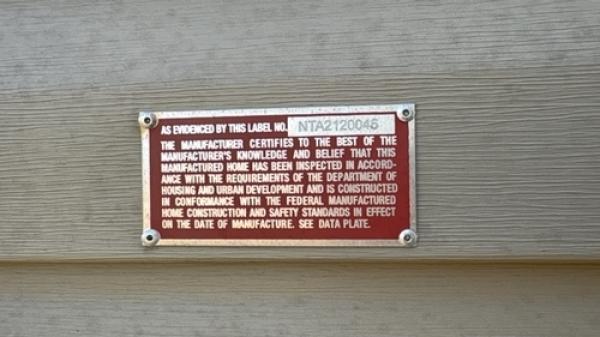 AS EVIDENCED BY THIS LABEL NO. NTA2120046
THE MANUFACTURER CERTIFIES TO THE BEST OF THE
MANUFACTURER'S KNOWLEDGE AND BELIEF THAT THIS
MANUFACTURED HOME HAS BEEN INSPECTED IN ACCORD-
ANCE WITH THE REQUIREMENTS OF THE DEPARTMENT OF
HOUSING AND URBAN DEVELOPMENT AND IS CONSTRUCTED
IN CONFORMANCE WITH THE FEDERAL MANUFACTURED
HOME CONSTRUCTION AND SAFETY STANDARDS IN EFFECT
ON THE DATE OF MANUFACTURE. SEE DATA PLATE.